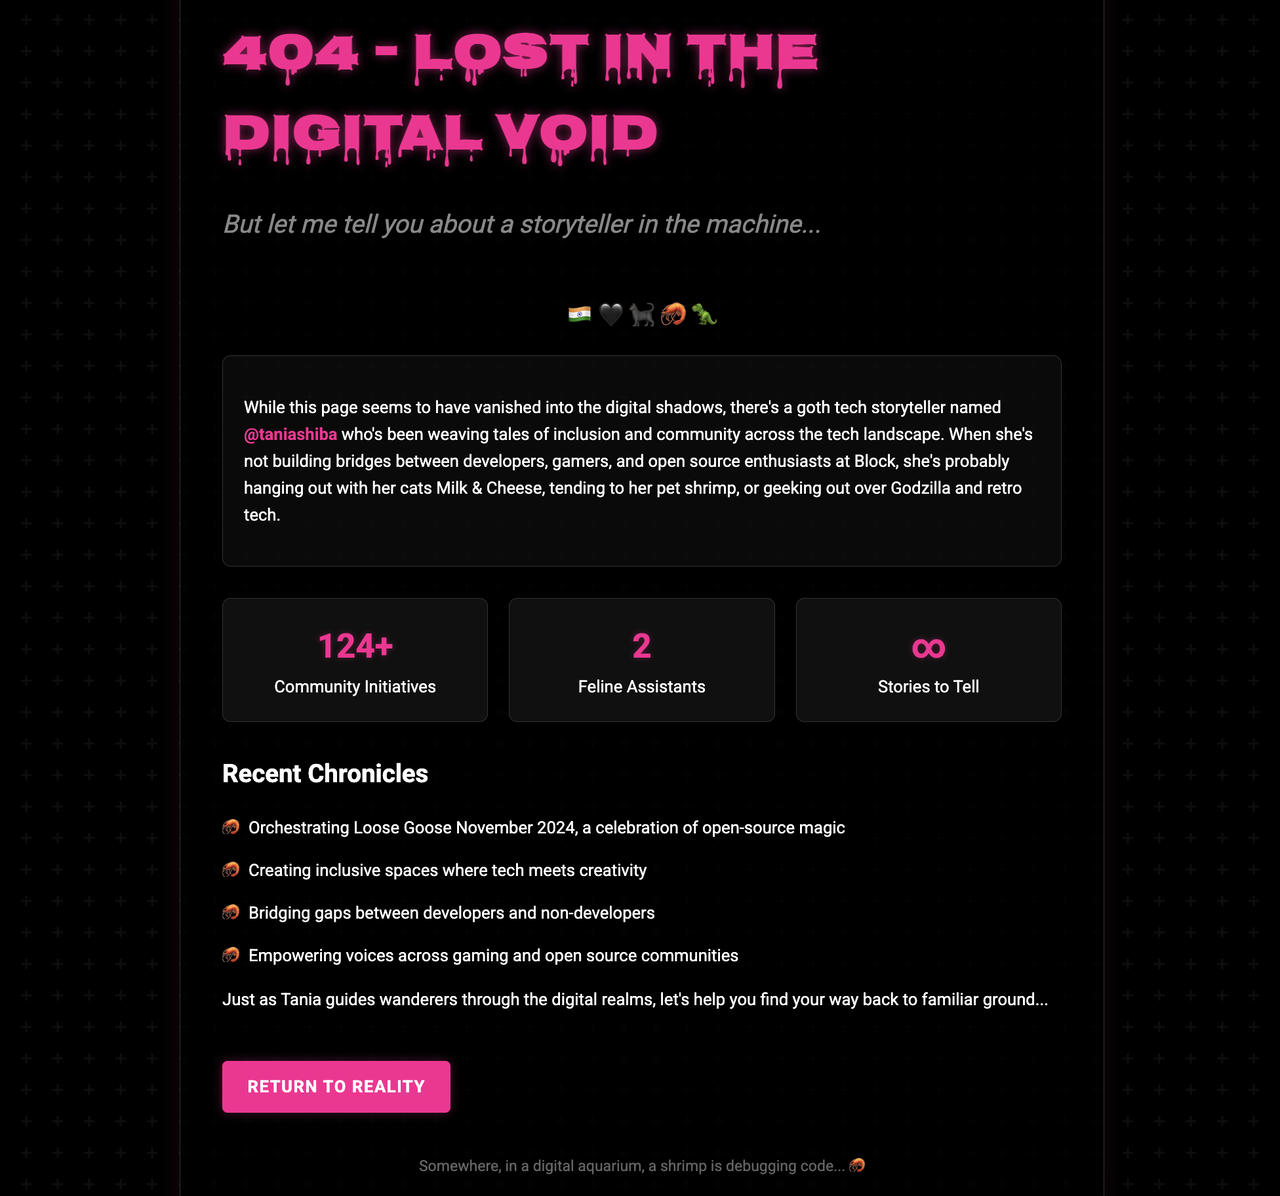 404 - LOST IN THE
DIGITAL VOID
But let me tell you about a storyteller in the machine...
🇮🇳 🖤 🐈‍⬛ 🦐 🦖
While this page seems to have vanished into the digital shadows, there's a goth tech storyteller named
@taniashiba who's been weaving tales of inclusion and community across the tech landscape. When she's
not building bridges between developers, gamers, and open source enthusiasts at Block, she's probably
hanging out with her cats Milk & Cheese, tending to her pet shrimp, or geeking out over Godzilla and retro
tech.
124+
Community Initiatives
2
Feline Assistants
∞
Stories to Tell
Recent Chronicles
🦐 Orchestrating Loose Goose November 2024, a celebration of open-source magic
🦐 Creating inclusive spaces where tech meets creativity
🦐 Bridging gaps between developers and non-developers
🦐 Empowering voices across gaming and open source communities
Just as Tania guides wanderers through the digital realms, let's help you find your way back to familiar ground...
RETURN TO REALITY
Somewhere, in a digital aquarium, a shrimp is debugging code... 🦐